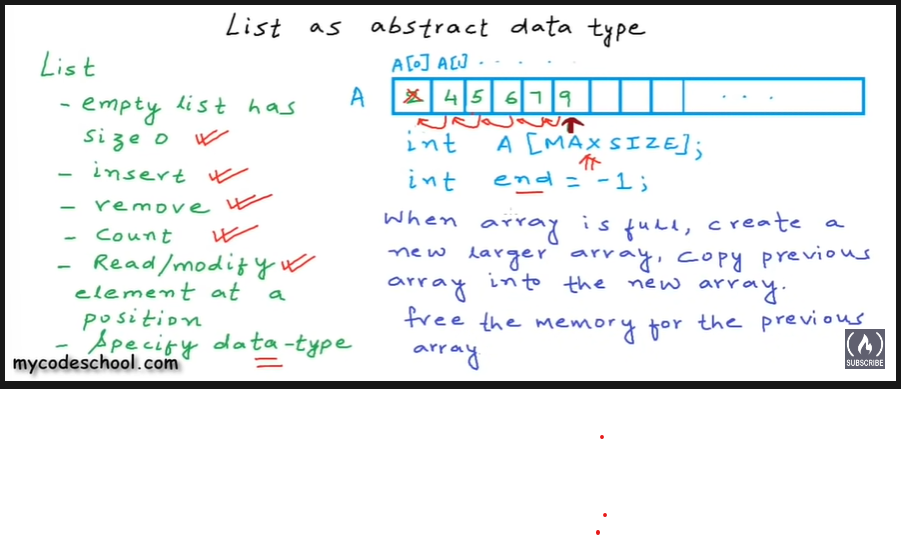 List as abstract data type
List
- empty list has
size 0
- insert
- remove
- count
- Read/modify
element at a
position
- Specify data-type
mycodeschool.com
A[0] A[1] . . . .
A 2 4 5 6 7 9 . . .
int A [MAXSIZE];
int end = -1;
When array is full, create a
new larger array, copy previous
array into the new array.
free the memory for the previous
array
SUBSCRIBE